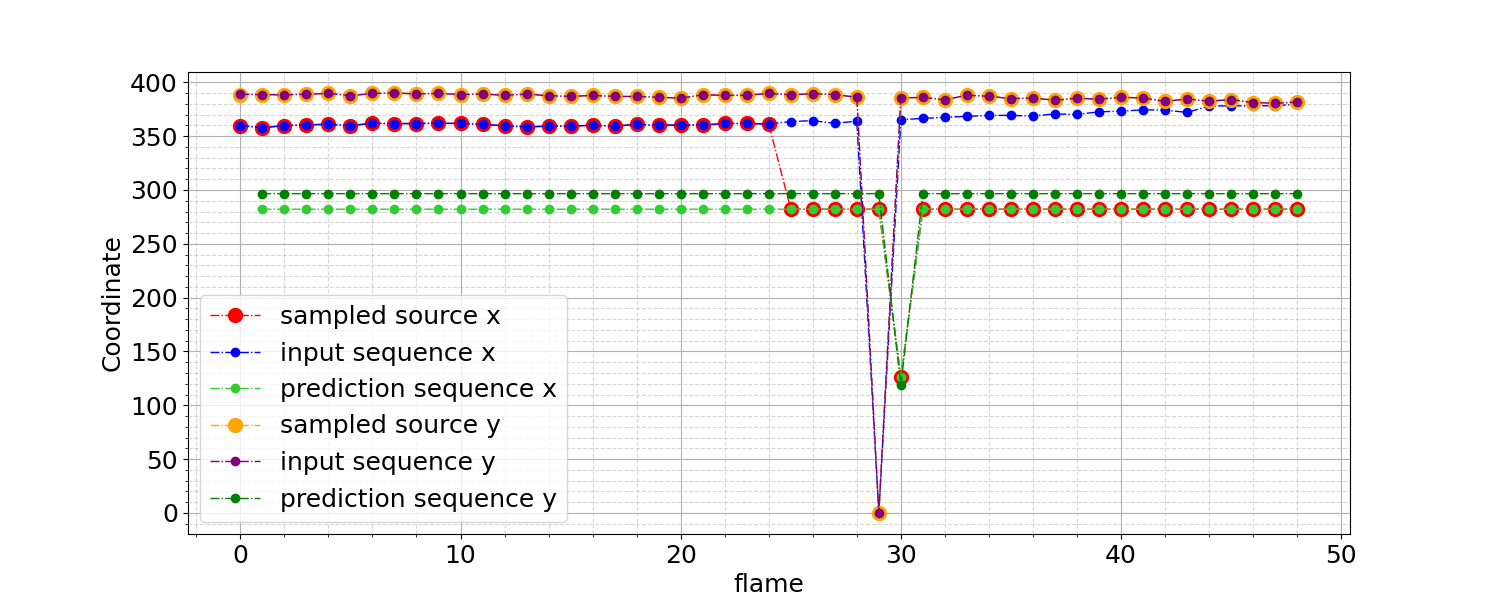 400
350
300
250
200
150
100
50
0
Coordinate
sampled source x
input sequence x
prediction sequence x
sampled source y
input sequence y
prediction sequence y
0 10 20 30 40 50
flame